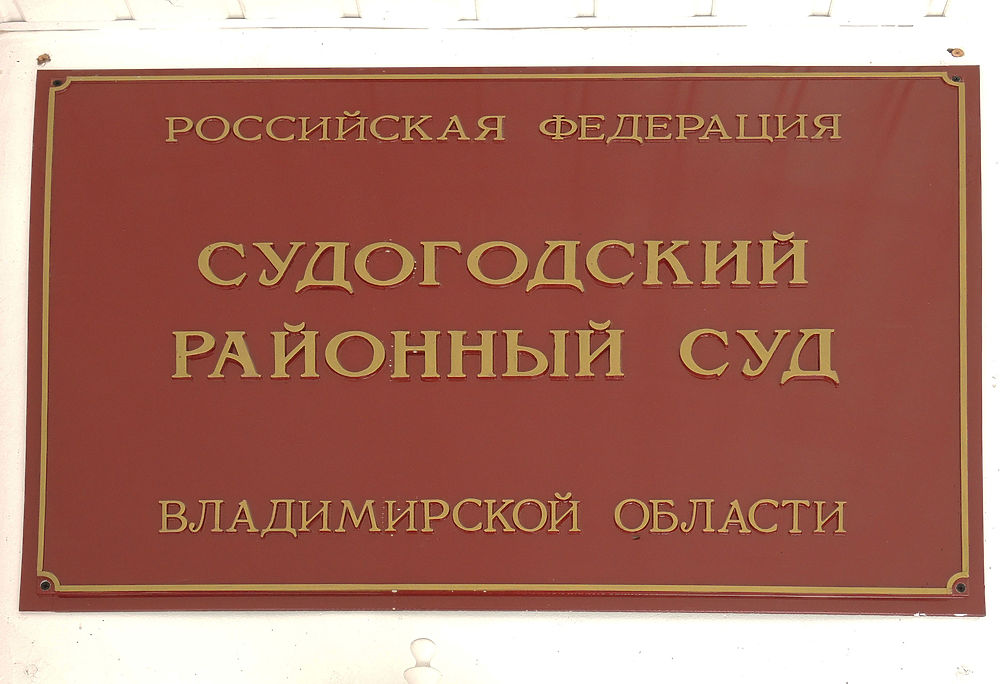 РОССИЙСКАЯ ФЕДЕРАЦИЯ
СУДОГОДСКИЙ
РАЙОННЫЙ СУД
ВЛАДИМИРСКОЙ ОБЛАСТИ